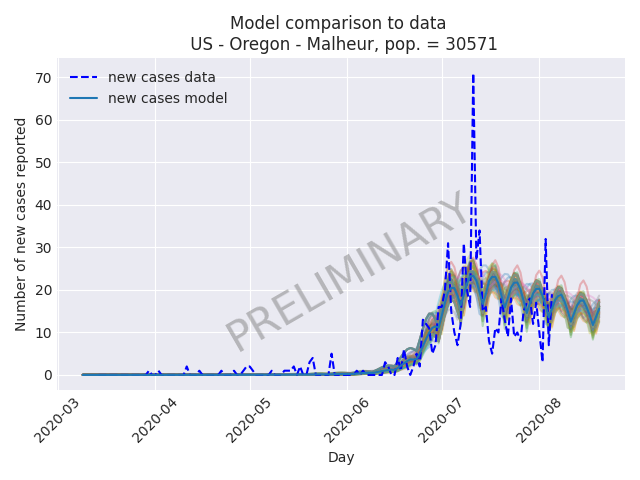 Model comparison to data
US - Oregon - Malheur, pop. = 30571
new cases data
new cases model
PRELIMINARY
Number of new cases reported
70
60
50
40
30
20
10
0
2020-03
2020-04
2020-05
2020-06
2020-07
2020-08
Day